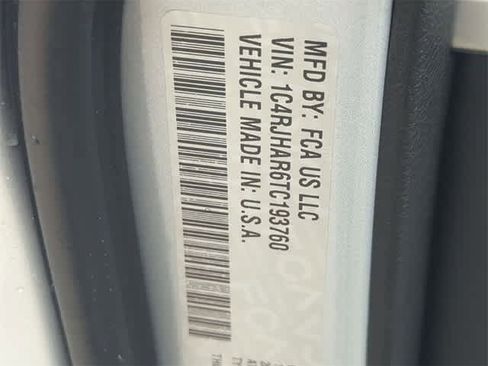 MFD BY: FCA US LLC
VIN: 1C4RJHAR6TC193760
VEHICLE MADE IN: U.S.A.